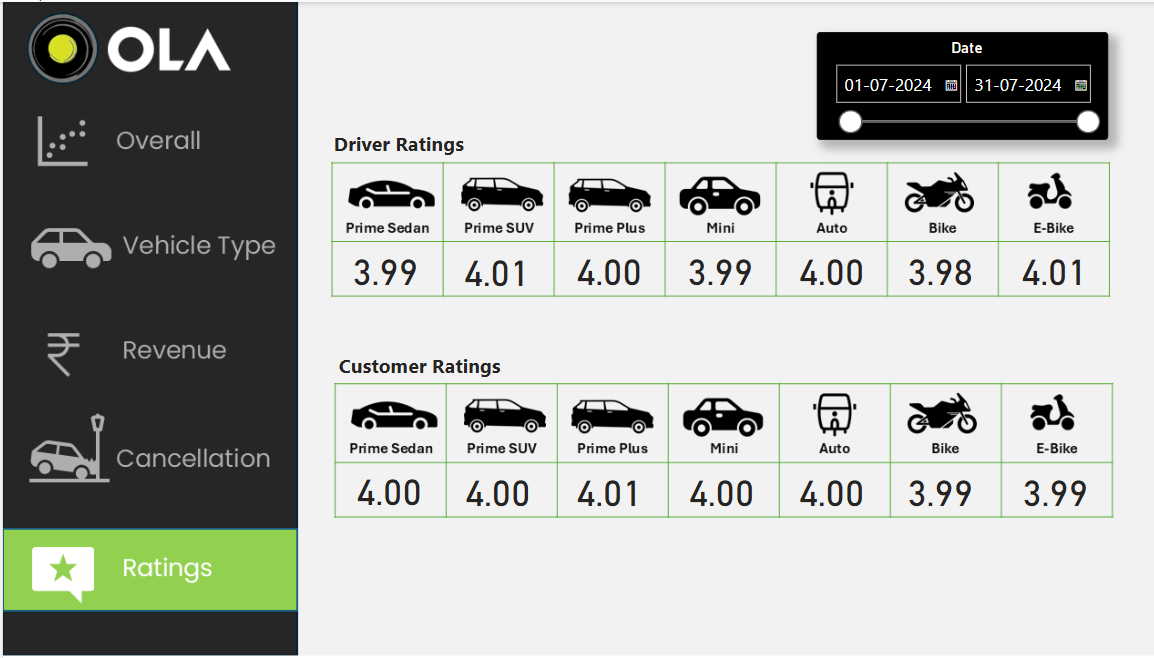 OLA
Overall
Vehicle Type
Revenue
Cancellation
Ratings
Date
01-07-2024 31-07-2024
Driver Ratings
Prime Sedan Prime SUV Prime Plus Mini Auto Bike E-Bike
3.99 4.01 4.00 3.99 4.00 3.98 4.01
Customer Ratings
Prime Sedan Prime SUV Prime Plus Mini Auto Bike E-Bike
4.00 4.00 4.01 4.00 4.00 3.99 3.99